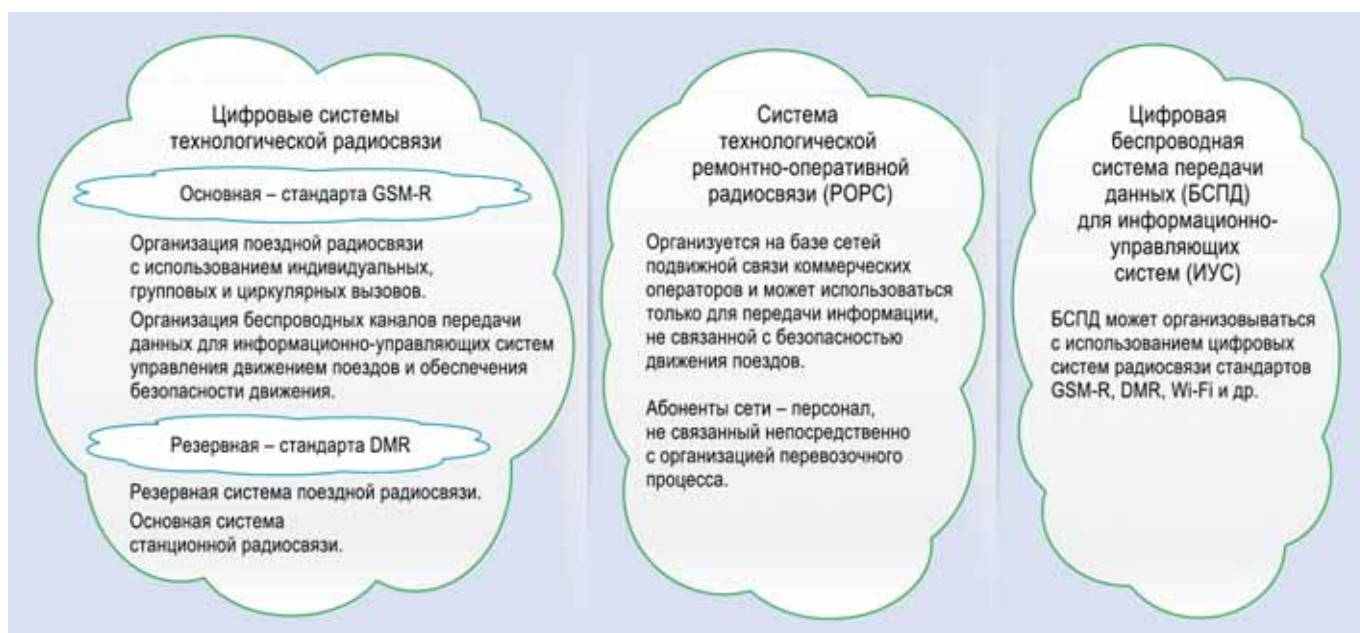 Цифровые системы
технологической радиосвязи
Основная – стандарта GSM-R
Организация поездной радиосвязи
с использованием индивидуальных,
групповых и циркулярных вызовов.
Организация беспроводных каналов передачи
данных для информационно-управляющих систем
управления движением поездов и обеспечения
безопасности движения.
Резервная – стандарта DMR
Резервная система поездной радиосвязи.
Основная система
станционной радиосвязи.
Система
технологической
ремонтно-оперативной
радиосвязи (РОРС)
Организуется на базе сетей
подвижной связи коммерческих
операторов и может использоваться
только для передачи информации,
не связанной с безопасностью
движения поездов.
Абоненты сети – персонал,
не связанный непосредственно
с организацией перевозочного
процесса.
Цифровая
беспроводная
система передачи
данных (БСПД)
для информационно-
управляющих
систем (ИУС)
БСПД может организовываться
с использованием цифровых
систем радиосвязи стандартов
GSM-R, DMR, Wi-Fi и др.